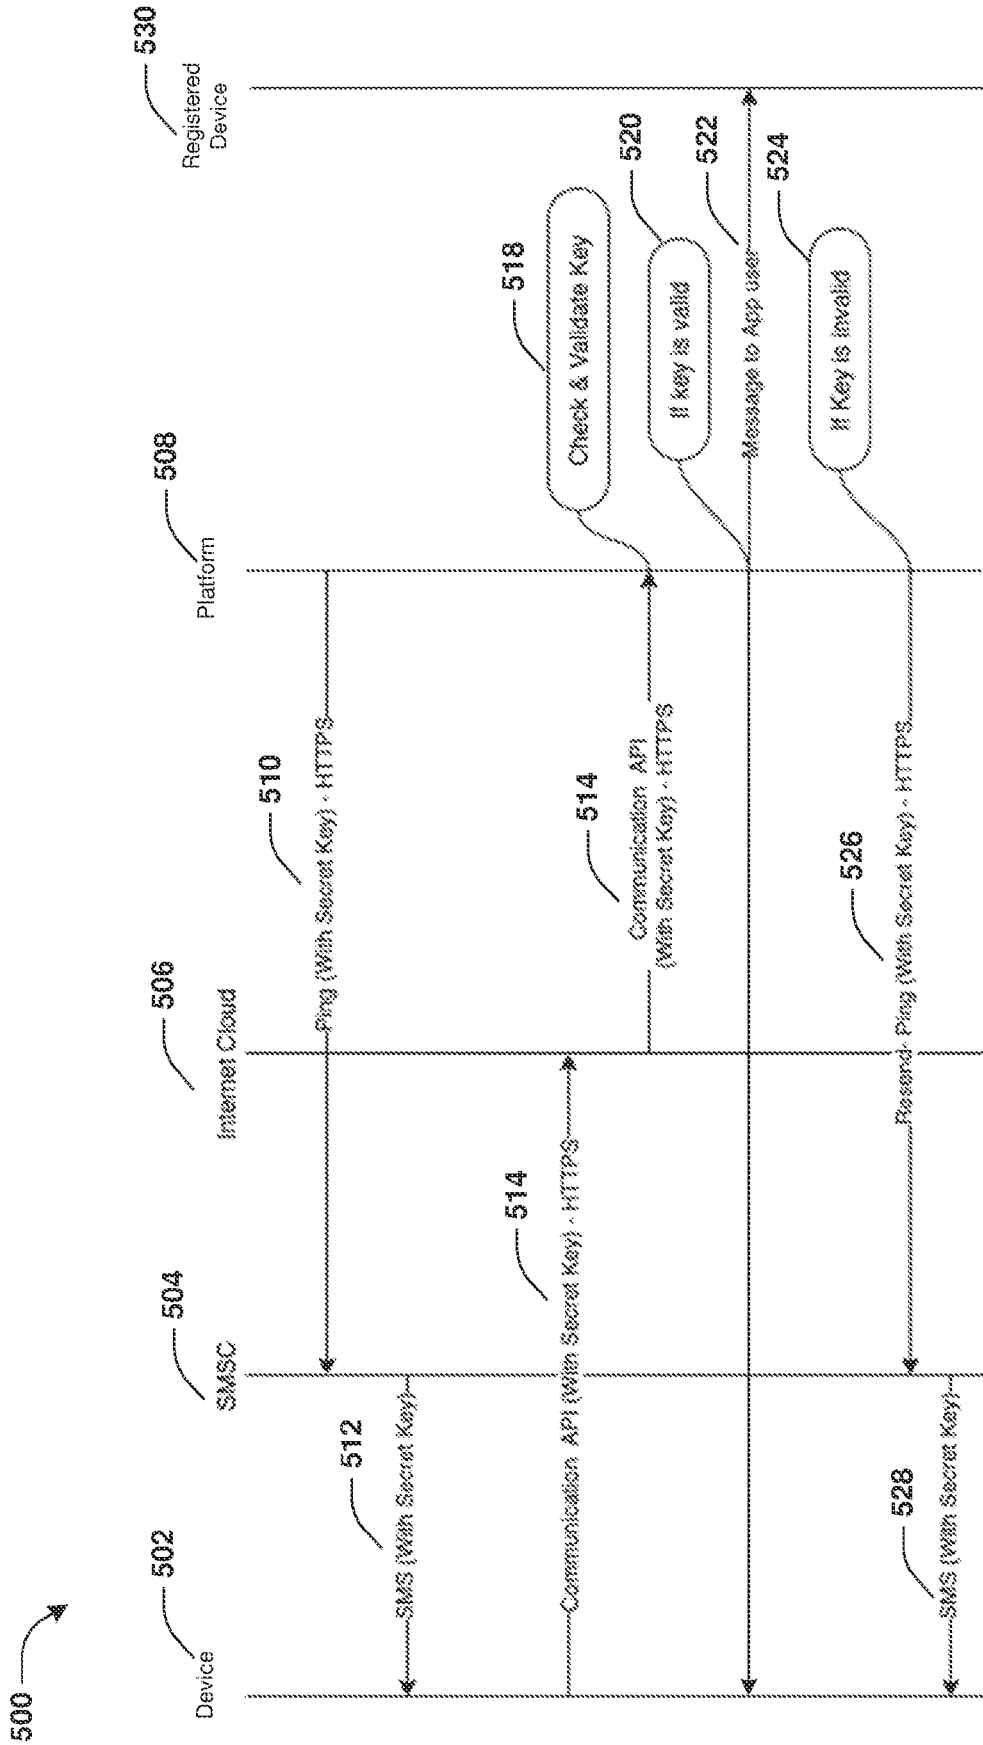 500
502
Device
504
SMSC
506
Internet Cloud
508
Platform
530
Registered
Device
510
Ping (With Secret Key) - HTTPS
512
SMS (With Secret Key)
514
Communication API (With Secret Key) - HTTPS
514
Communication API
(With Secret Key) - HTTPS
518
Check & Validate Key
520
If key is valid
522
Message to App user
524
If Key is invalid
526
Resend- Ping (With Secret Key) - HTTPS
528
SMS (With Secret Key)